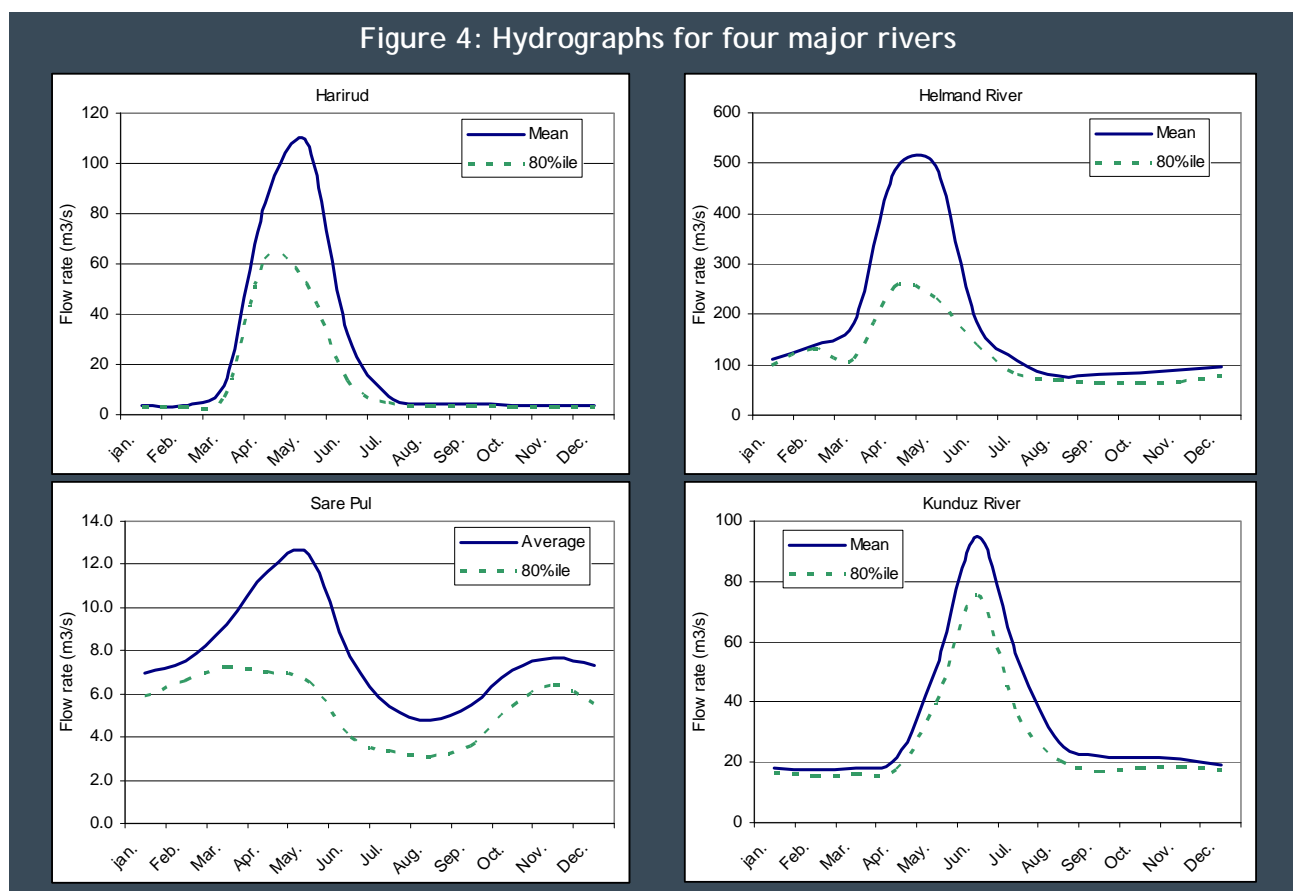 Figure 4: Hydrographs for four major rivers
Harirud
120
100
80
60
40
20
0
Flow rate (m3/s)
Mean
80%ile
jan. Feb. Mar. Apr. May. Jun. Jul. Aug. Sep. Oct. Nov. Dec.
Helmand River
600
500
400
300
200
100
0
Flow rate (m3/s)
Mean
80%ile
jan. Feb. Mar. Apr. May. Jun. Jul. Aug. Sep. Oct. Nov. Dec.
Sare Pul
14.0
12.0
10.0
8.0
6.0
4.0
2.0
0.0
Flow rate (m3/s)
Average
80%ile
jan. Feb. Mar. Apr. May. Jun. Jul. Aug. Sep. Oct. Nov. Dec.
Kunduz River
100
80
60
40
20
0
Flow rate (m3/s)
Mean
80%ile
jan. Feb. Mar. Apr. May. Jun. Jul. Aug. Sep. Oct. Nov. Dec.